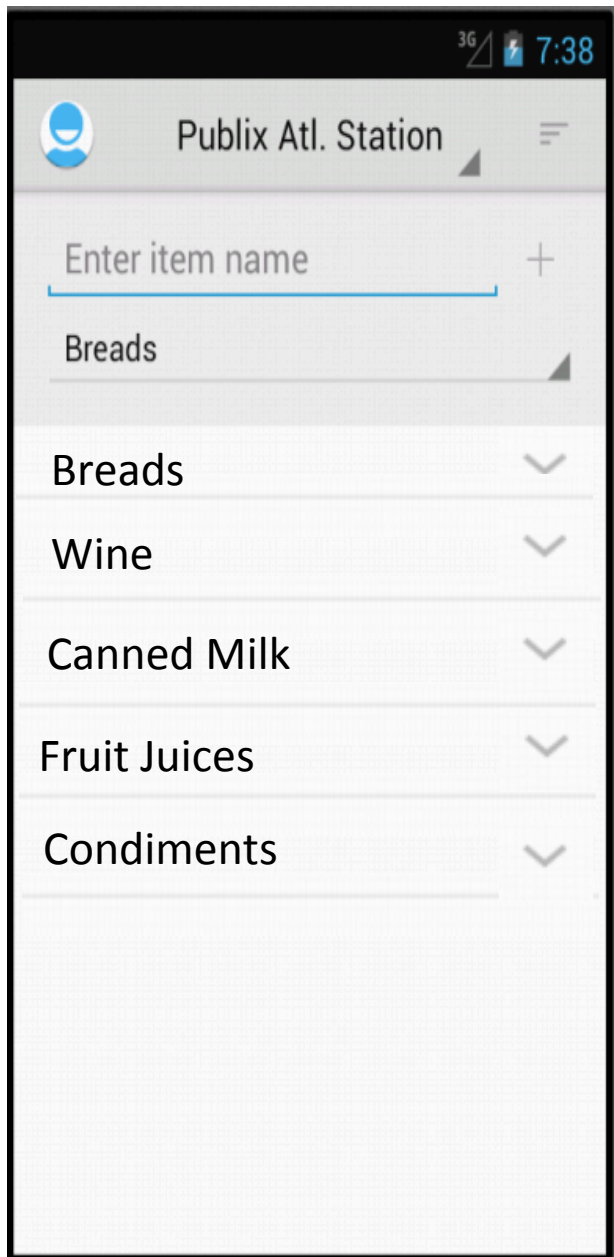 3G 7:38
Publix Atl. Station
Enter item name
Breads
Breads
Wine
Canned Milk
Fruit Juices
Condiments